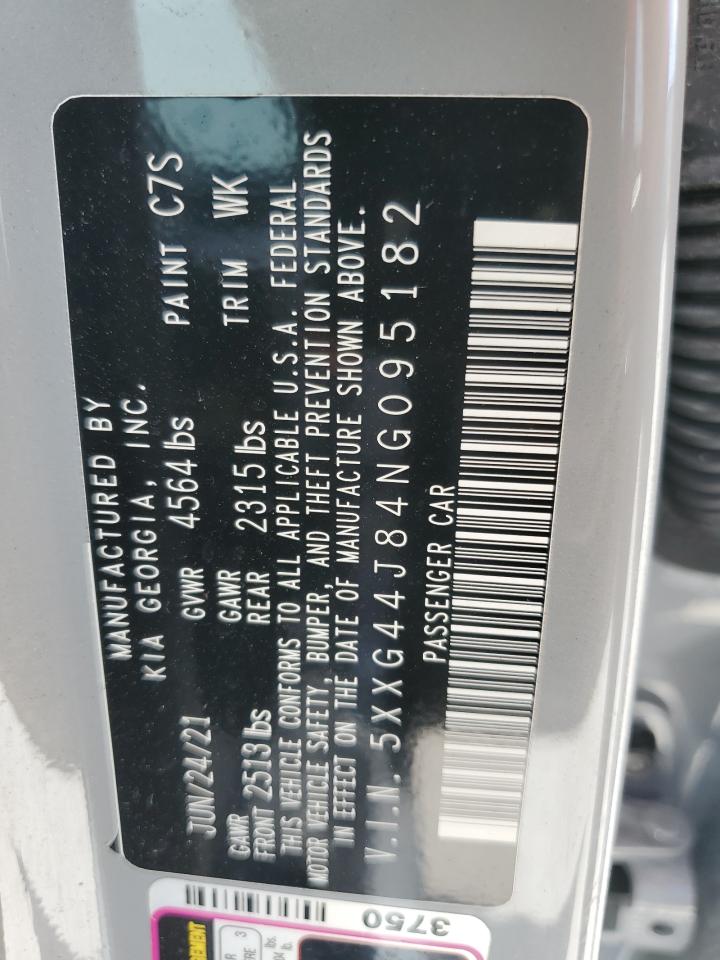 MANUFACTURED BY
KIA GEORGIA, INC.
JUN/24/21 GVWR 4564 lbs PAINT C7S
GAWR FRONT 2513 lbs GAWR REAR 2315 lbs TRIM WK
THIS VEHICLE CONFORMS TO ALL APPLICABLE U.S.A. FEDERAL
MOTOR VEHICLE SAFETY, BUMPER, AND THEFT PREVENTION STANDARDS
IN EFFECT ON THE DATE OF MANUFACTURE SHOWN ABOVE.
V.I.N. 5XXG44J84NG095182
PASSENGER CAR
3750